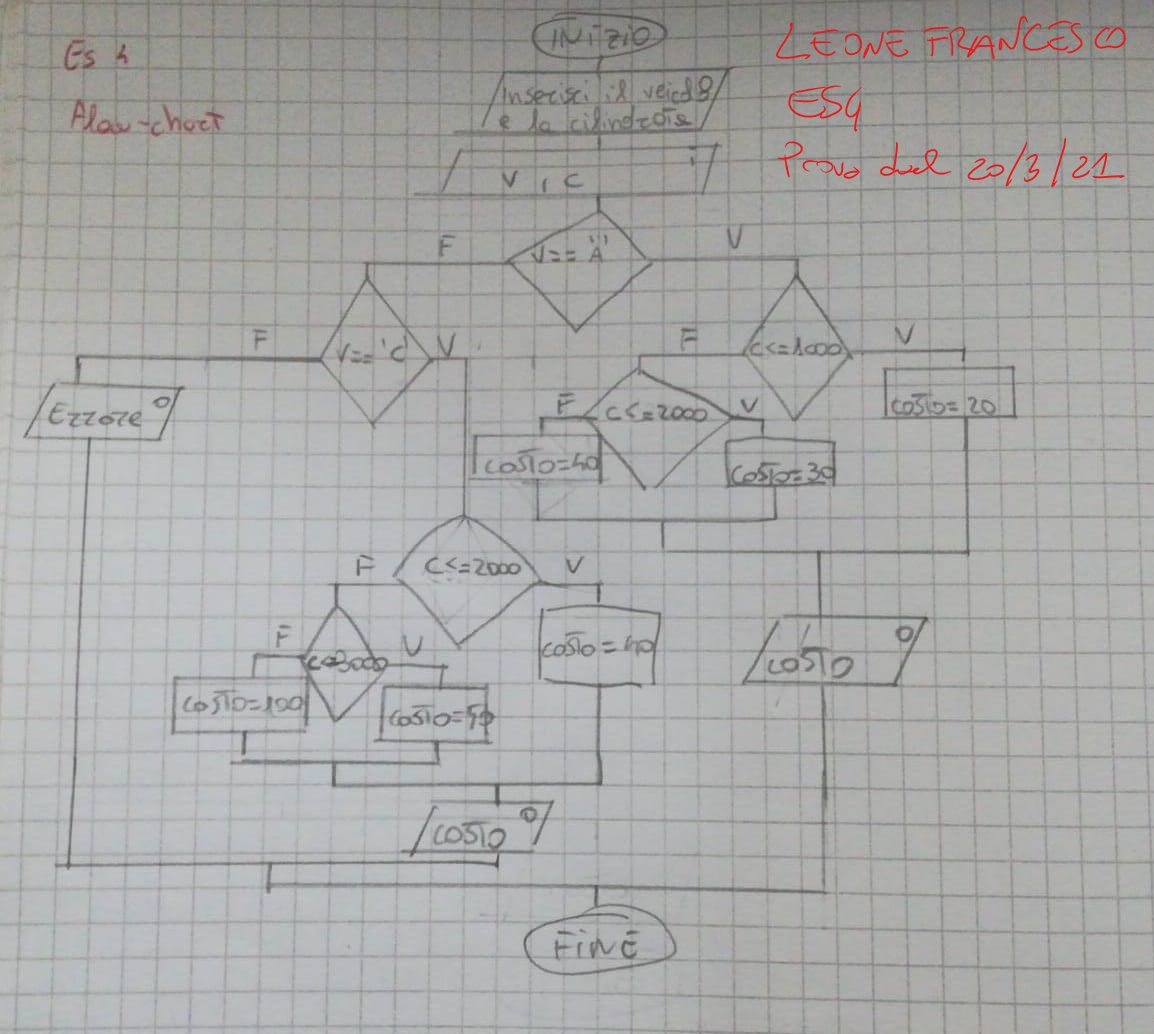 INIZIO
LEONE FRANCESCO
Es 4
Inserisci il veicolo O
e la cilindrata
ES4
Flow-chart
Prova del 20/3/21
V , C i
F
V
V=="A"
F
V=='C'
V
F
C<=1000
V
Errore O
F
C<=2000
V
costo=20
costo=40
costo=30
F
C<=2000
V
F
C<=3000
V
costo=40
costo O
costo=100
costo=50
costo O
FINE